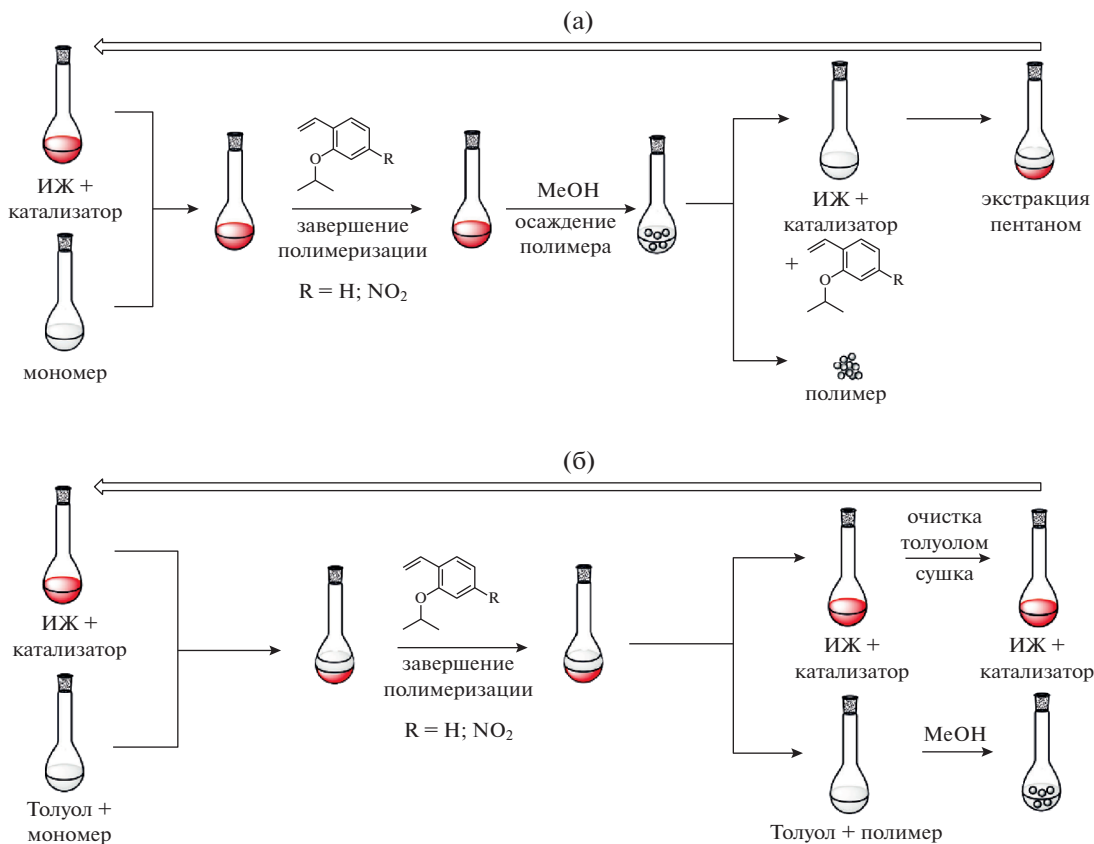 (а)
ИЖ +
катализатор
мономер
O
R
завершение
полимеризации
R = H; NO2
MeOH
осаждение
полимера
ИЖ +
катализатор
+
O
R
полимер
экстракция
пентаном
(б)
ИЖ +
катализатор
Толуол +
мономер
O
R
завершение
полимеризации
R = H; NO2
ИЖ +
катализатор
очистка
толуолом
сушка
ИЖ +
катализатор
Толуол + полимер
MeOH